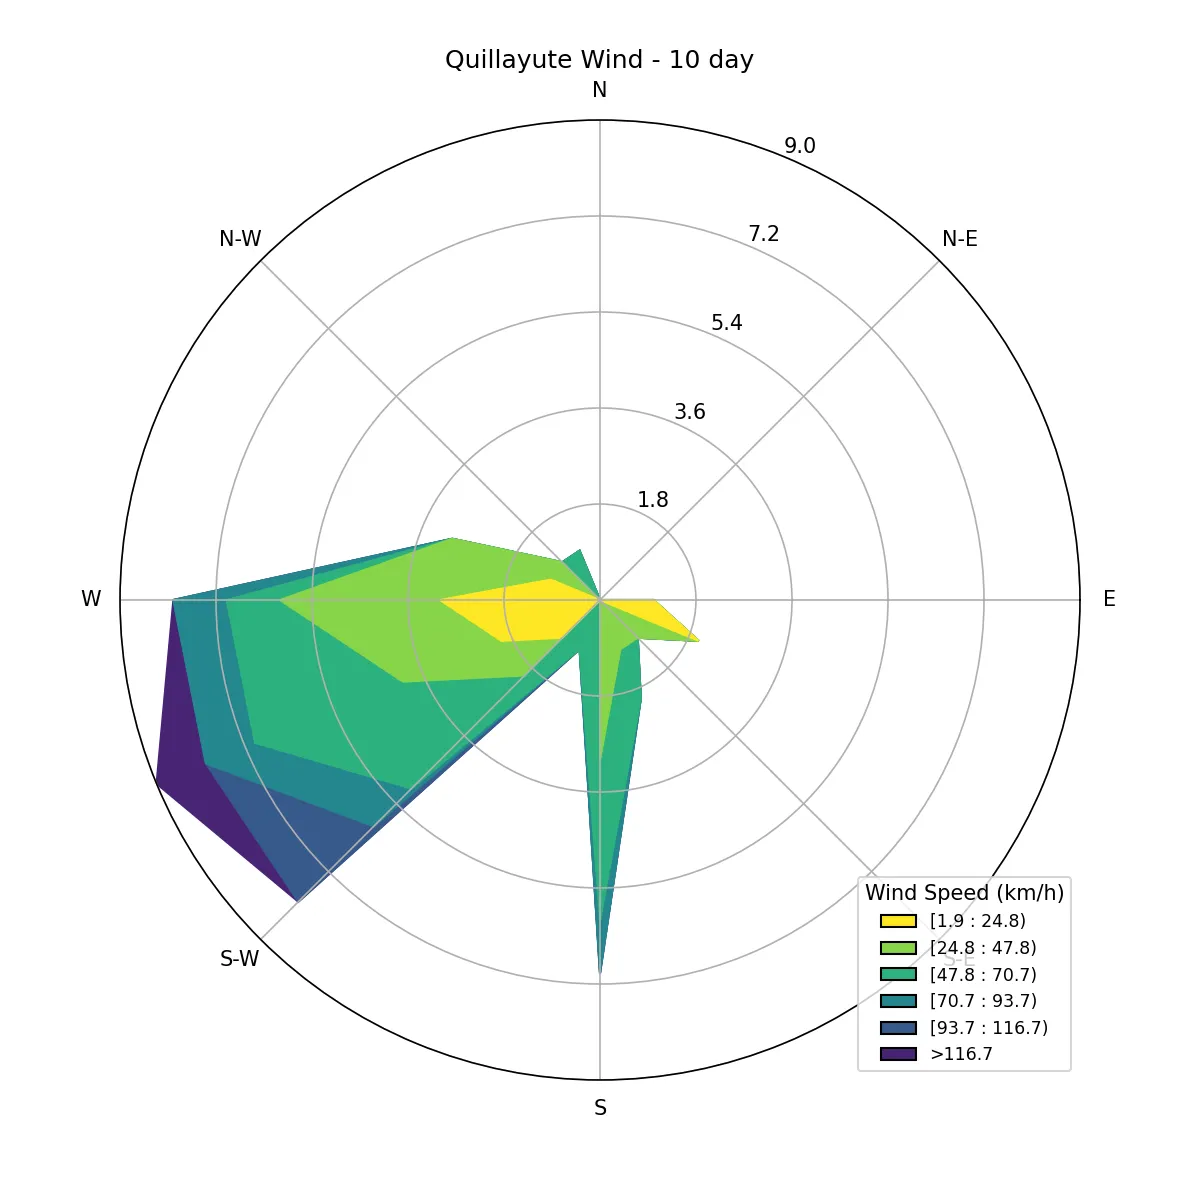 Quillayute Wind - 10 day
N
9.0
N-W
7.2
N-E
5.4
3.6
1.8
W
E
S-W
S-E
S
Wind Speed (km/h)
[1.9 : 24.8)
[24.8 : 47.8)
[47.8 : 70.7)
[70.7 : 93.7)
[93.7 : 116.7)
>116.7